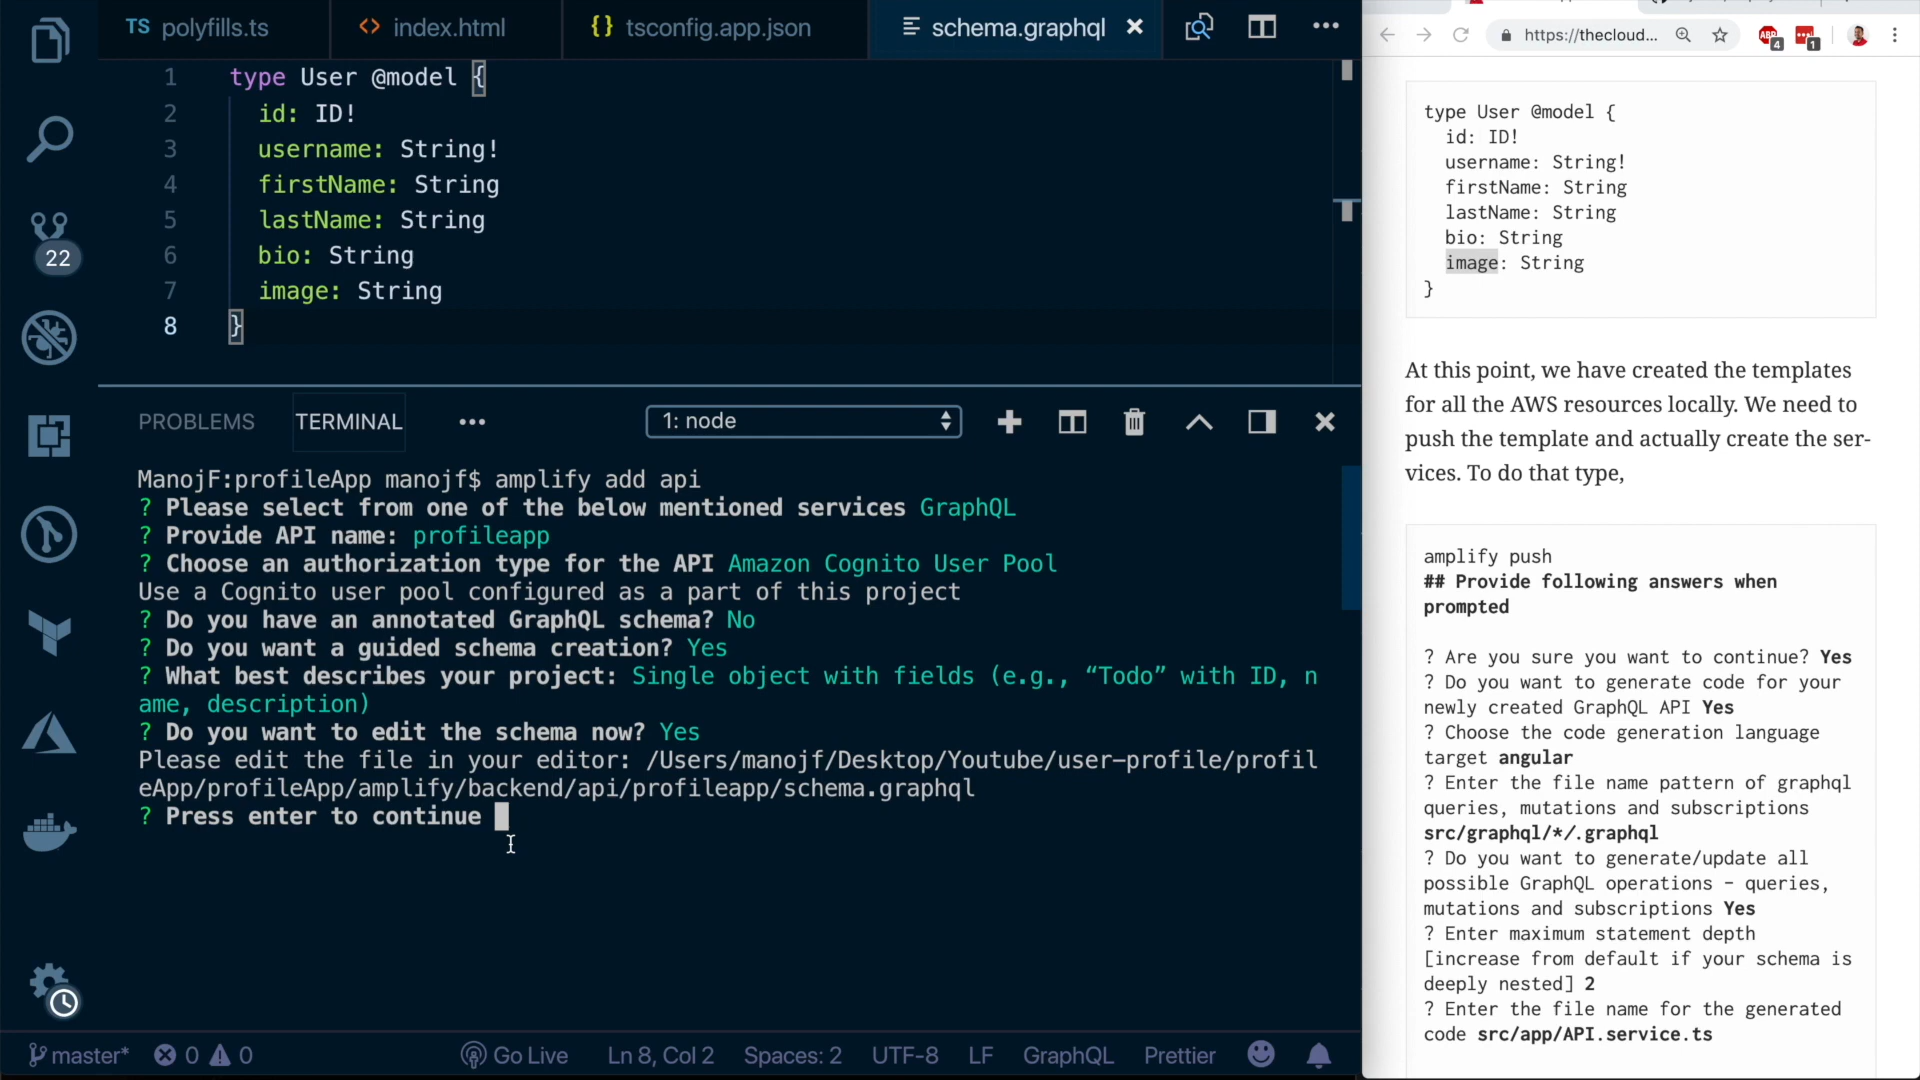 TS polyfills.ts
<> index.html
{} tsconfig.app.json
schema.graphql
1 type User @model {
2 id: ID!
3 username: String!
4 firstName: String
5 lastName: String
6 bio: String
7 image: String
8 }
22
PROBLEMS
TERMINAL
1: node
ManojF:profileApp manojf$ amplify add api
? Please select from one of the below mentioned services GraphQL
? Provide API name: profileapp
? Choose an authorization type for the API Amazon Cognito User Pool
Use a Cognito user pool configured as a part of this project
? Do you have an annotated GraphQL schema? No
? Do you want a guided schema creation? Yes
? What best describes your project: Single object with fields (e.g., “Todo” with ID, n
ame, description)
? Do you want to edit the schema now? Yes
Please edit the file in your editor: /Users/manojf/Desktop/Youtube/user-profile/profil
eApp/profileApp/amplify/backend/api/profileapp/schema.graphql
? Press enter to continue
master*
0
0
Go Live
Ln 8, Col 2
Spaces: 2
UTF-8
LF
GraphQL
Prettier
https://thecloud...
ABP
4
1
type User @model {
id: ID!
username: String!
firstName: String
lastName: String
bio: String
image: String
}
At this point, we have created the templates
for all the AWS resources locally. We need to
push the template and actually create the ser-
vices. To do that type,
amplify push
## Provide following answers when
prompted
? Are you sure you want to continue? Yes
? Do you want to generate code for your
newly created GraphQL API Yes
? Choose the code generation language
target angular
? Enter the file name pattern of graphql
queries, mutations and subscriptions
src/graphql/*/.graphql
? Do you want to generate/update all
possible GraphQL operations - queries,
mutations and subscriptions Yes
? Enter maximum statement depth
[increase from default if your schema is
deeply nested] 2
? Enter the file name for the generated
code src/app/API.service.ts